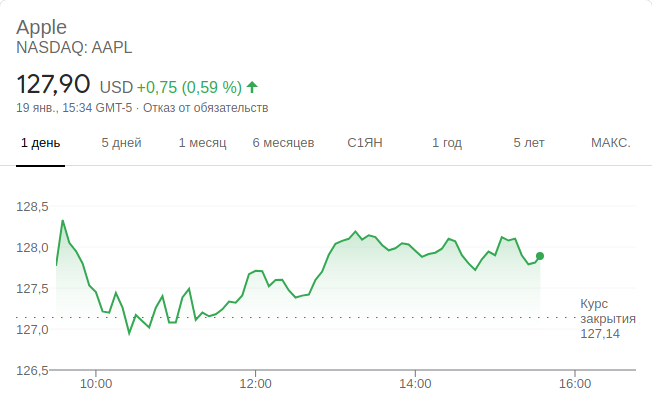 Apple
NASDAQ: AAPL
127,90 USD +0,75 (0,59 %)
19 янв., 15:34 GMT-5 · Отказ от обязательств
1 день 5 дней 1 месяц 6 месяцев С1ЯН 1 год 5 лет МАКС.
128,5
128,0
127,5
127,0
126,5
Курс
закрытия
127,14
10:00 12:00 14:00 16:00